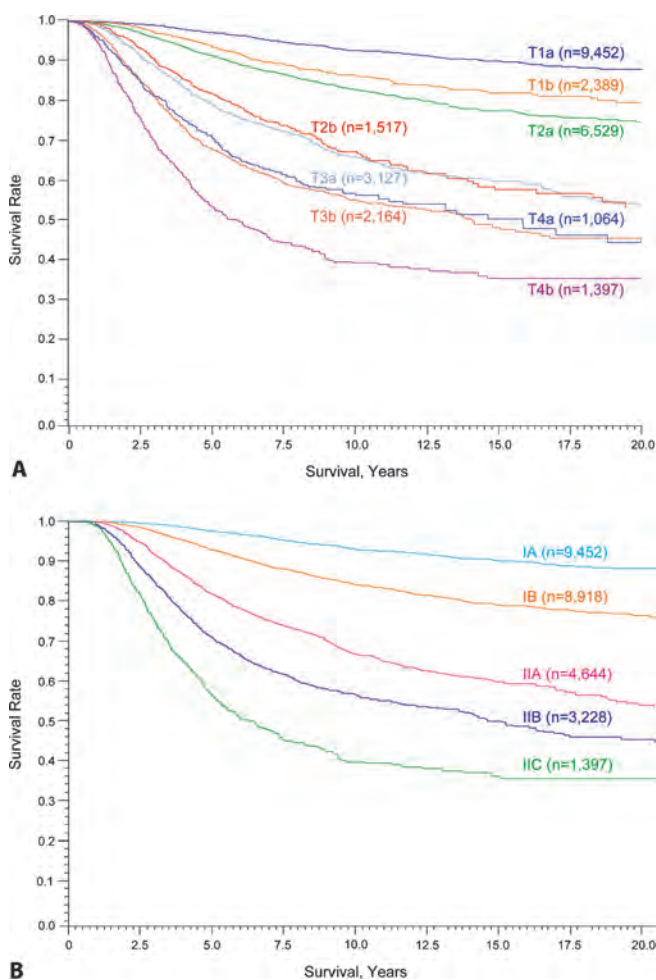 1.0
0.9
0.8
0.7
0.6
0.5
0.4
0.3
0.2
0.1
0.0
Survival Rate
T1a (n=9,452)
T1b (n=2,389)
T2a (n=6,529)
T2b (n=1,517)
T3a (n=3,127)
T3b (n=2,164)
T4a (n=1,064)
T4b (n=1,397)
0 2.5 5.0 7.5 10.0 12.5 15.0 17.5 20.0
Survival, Years
A
1.0
0.9
0.8
0.7
0.6
0.5
0.4
0.3
0.2
0.1
0.0
Survival Rate
IA (n=9,452)
IB (n=8,918)
IIA (n=4,644)
IIB (n=3,228)
IIC (n=1,397)
0 2.5 5.0 7.5 10.0 12.5 15.0 17.5 20.0
Survival, Years
B